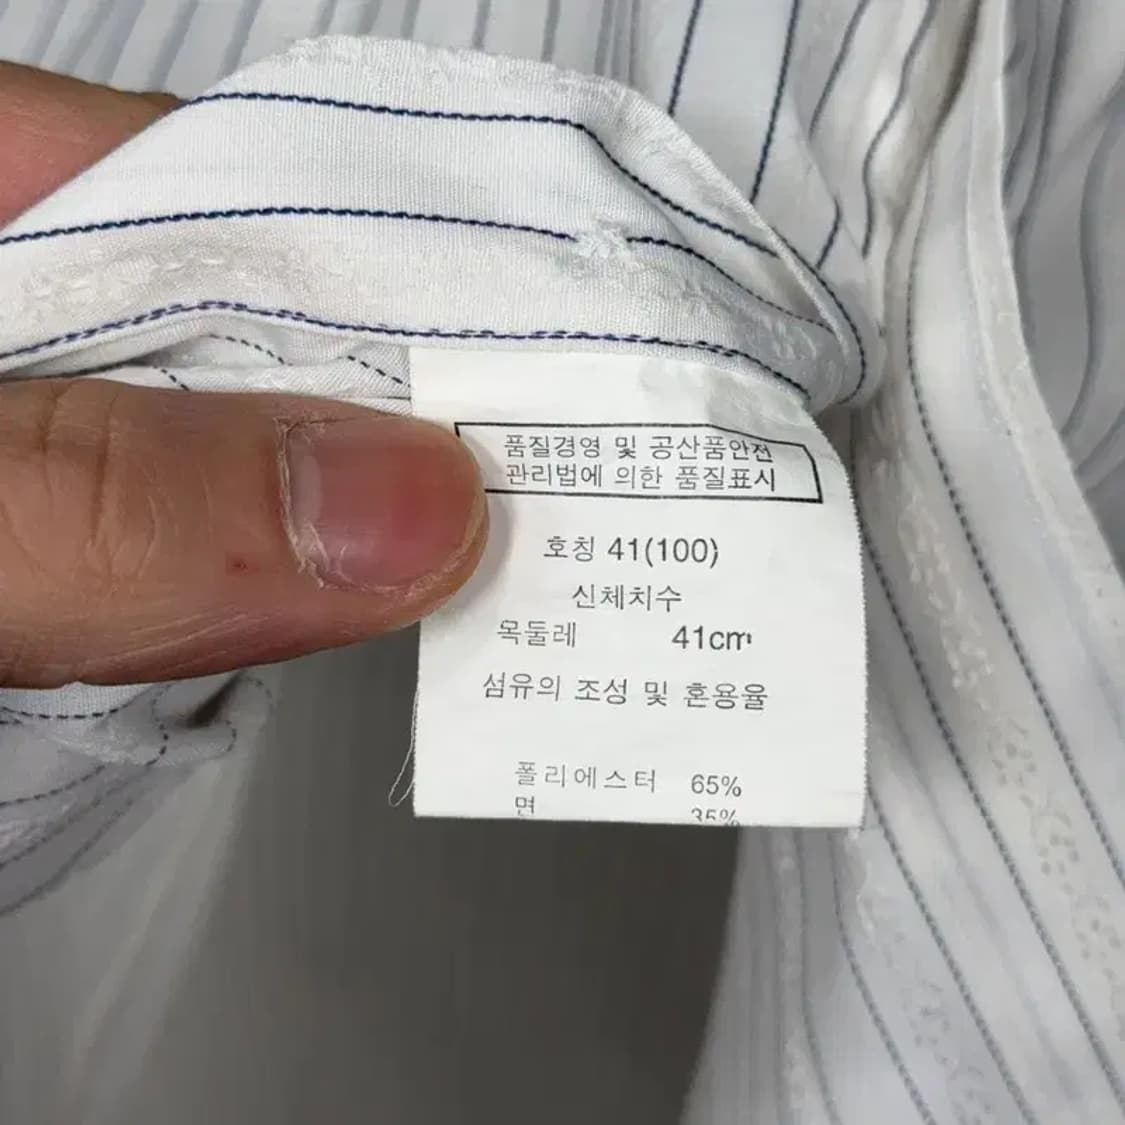 품질경영 및 공산품안전
관리법에 의한 품질표시
호칭 41(100)
신체치수
목둘레 41cm
섬유의 조성 및 혼용율
폴리에스터 65%
면 35%